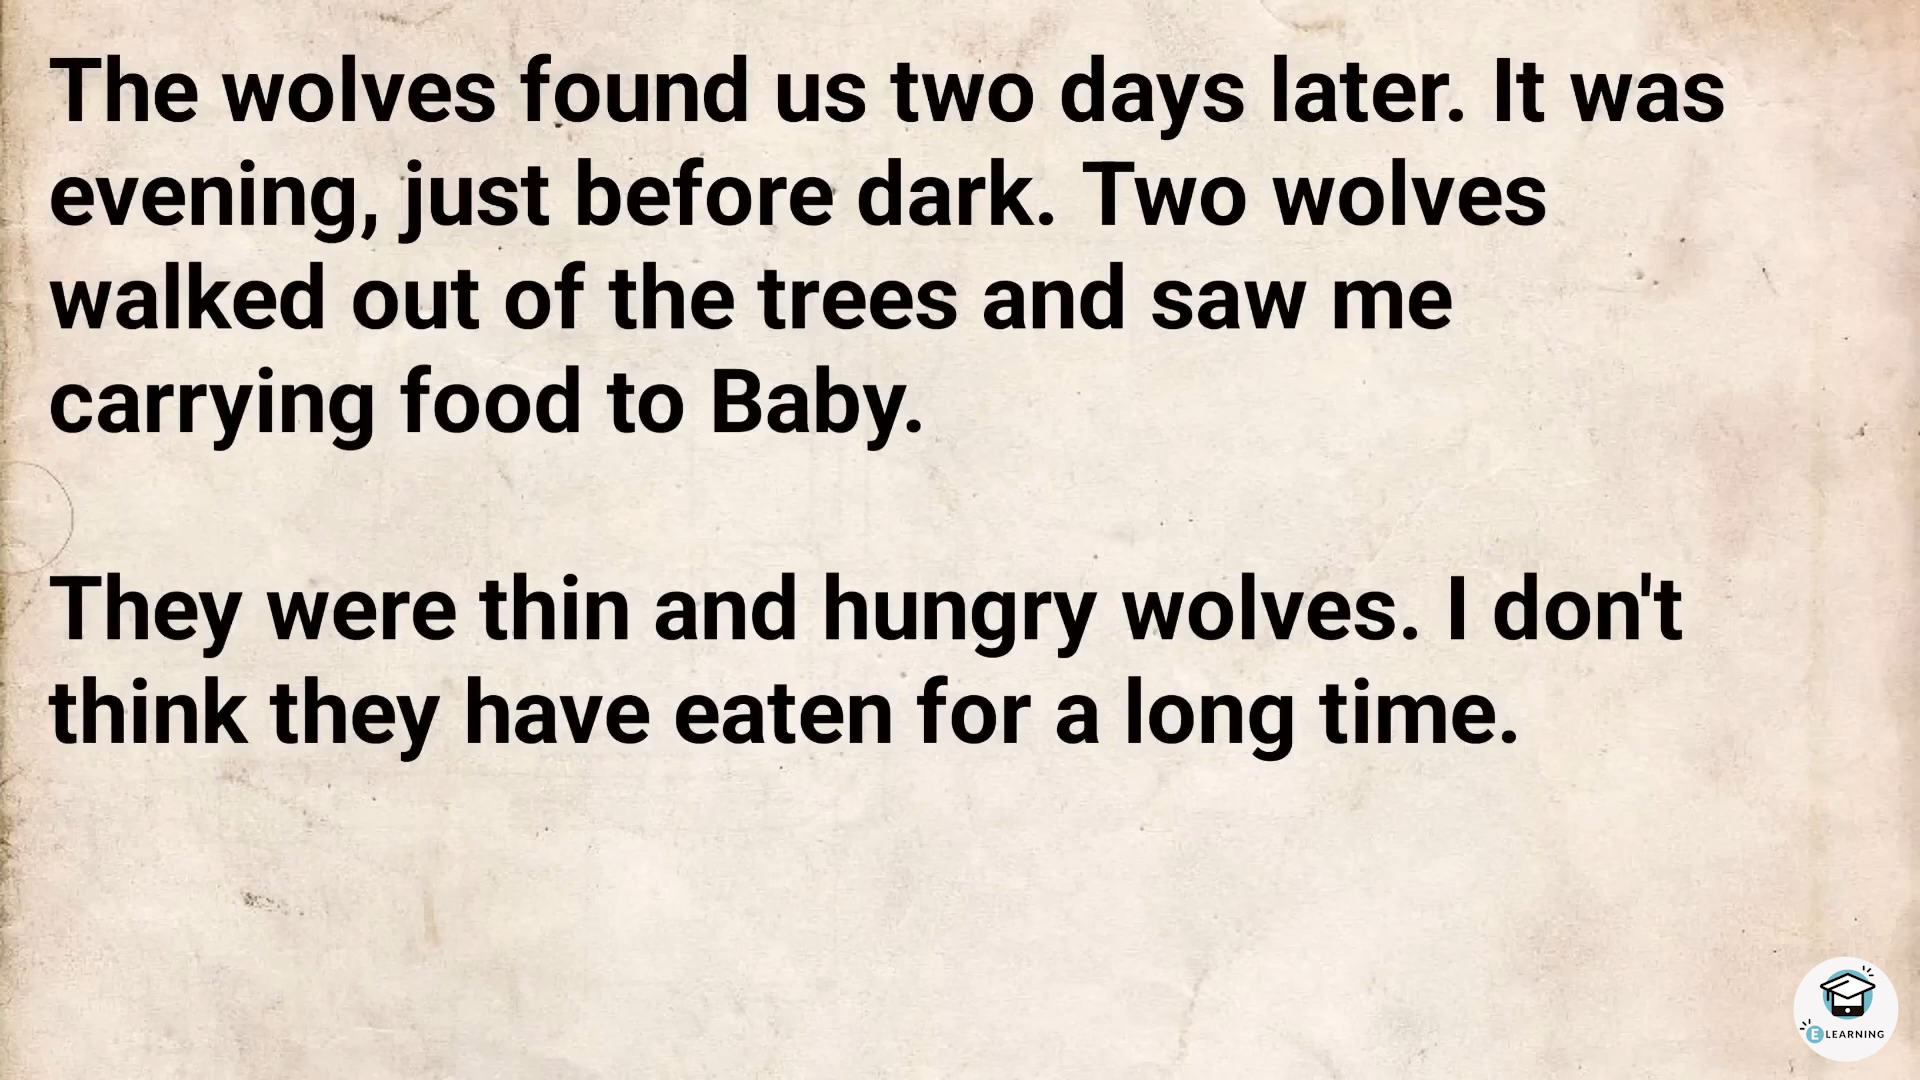 The wolves found us two days later. It was
evening, just before dark. Two wolves
walked out of the trees and saw me
carrying food to Baby.
They were thin and hungry wolves. I don't
think they have eaten for a long time.
E LEARNING